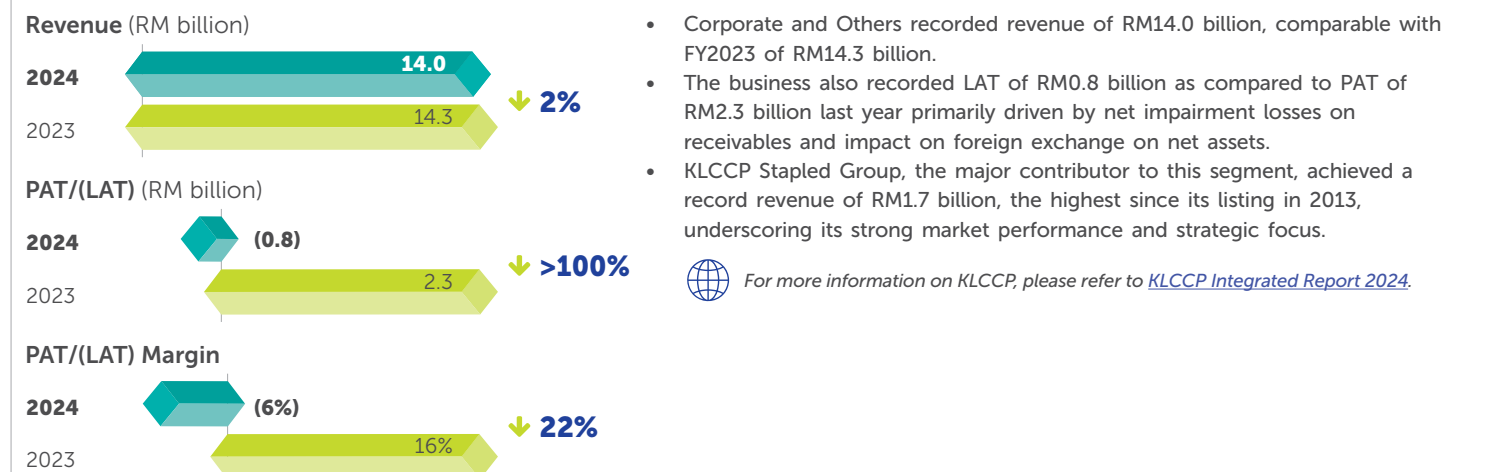 Revenue (RM billion)
2024
14.0
2023
14.3
2%
PAT/(LAT) (RM billion)
2024
(0.8)
2023
2.3
>100%
PAT/(LAT) Margin
2024
(6%)
2023
16%
22%
• Corporate and Others recorded revenue of RM14.0 billion, comparable with
FY2023 of RM14.3 billion.
• The business also recorded LAT of RM0.8 billion as compared to PAT of
RM2.3 billion last year primarily driven by net impairment losses on
receivables and impact on foreign exchange on net assets.
• KLCCP Stapled Group, the major contributor to this segment, achieved a
record revenue of RM1.7 billion, the highest since its listing in 2013,
underscoring its strong market performance and strategic focus.
For more information on KLCCP, please refer to KLCCP Integrated Report 2024.